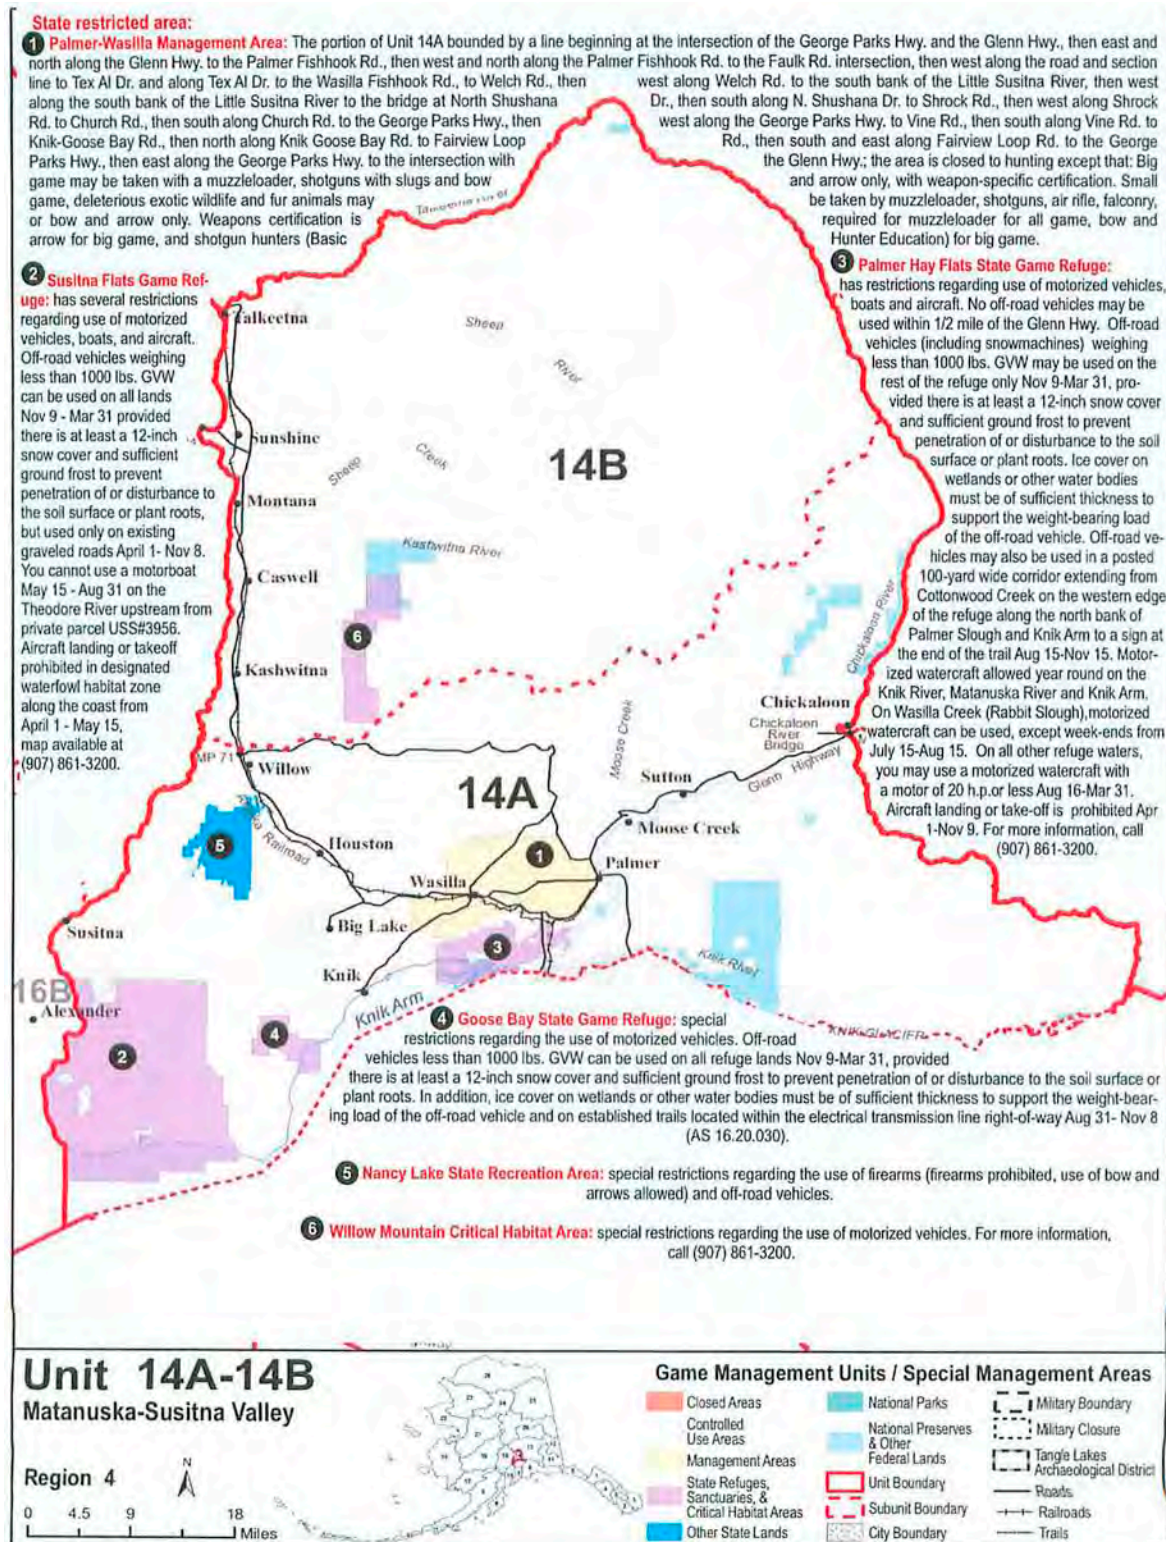 State restricted area:
1 Palmer-Wasilla Management Area: The portion of Unit 14A bounded by a line beginning at the intersection of the George Parks Hwy. and the Glenn Hwy., then east and
north along the Glenn Hwy. to the Palmer Fishhook Rd., then west and north along the Palmer Fishhook Rd. to the Faulk Rd. intersection, then west along the road and section
line to Tex Al Dr. and along Tex Al Dr. to the Wasilla Fishhook Rd., to Welch Rd., then west along Welch Rd. to the south bank of the Little Susitna River, then west
along the south bank of the Little Susitna River to the bridge at North Shushana Dr., then south along N. Shushana Dr. to Shrock Rd., then west along Shrock
Rd. to Church Rd., then south along Church Rd. to the George Parks Hwy., then west along the George Parks Hwy. to Vine Rd., then south along Vine Rd. to
Knik-Goose Bay Rd., then north along Knik Goose Bay Rd. to Fairview Loop Rd., then south and east along Fairview Loop Rd. to the George
Parks Hwy., then east along the George Parks Hwy. to the intersection with the Glenn Hwy.; the area is closed to hunting except that: Big
game may be taken with a muzzleloader, shotguns with slugs and bow and arrow only, with weapon-specific certification. Small
game, deleterious exotic wildlife and fur animals may be taken by muzzleloader, shotguns, air rifle, falconry,
or bow and arrow only. Weapons certification is required for muzzleloader for all game, bow and
arrow for big game, and shotgun hunters (Basic Hunter Education) for big game.
2 Susitna Flats Game Ref-
uge: has several restrictions
regarding use of motorized
vehicles, boats, and aircraft.
Off-road vehicles weighing
less than 1000 lbs. GVW
can be used on all lands
Nov 9 - Mar 31 provided
there is at least a 12-inch
snow cover and sufficient
ground frost to prevent
penetration of or disturbance to
the soil surface or plant roots,
but used only on existing
graveled roads April 1- Nov 8.
You cannot use a motorboat
May 15 - Aug 31 on the
Theodore River upstream from
private parcel USS#3956.
Aircraft landing or takeoff
prohibited in designated
waterfowl habitat zone
along the coast from
April 1 - May 15,
map available at
(907) 861-3200.
3 Palmer Hay Flats State Game Refuge:
has restrictions regarding use of motorized vehicles,
boats and aircraft. No off-road vehicles may be
used within 1/2 mile of the Glenn Hwy. Off-road
vehicles (including snowmachines) weighing
less than 1000 lbs. GVW may be used on the
rest of the refuge only Nov 9-Mar 31, pro-
vided there is at least a 12-inch snow cover
and sufficient ground frost to prevent
penetration of or disturbance to the soil
surface or plant roots. Ice cover on
wetlands or other water bodies
must be of sufficient thickness to
support the weight-bearing load
of the off-road vehicle. Off-road ve-
hicles may also be used in a posted
100-yard wide corridor extending from
Cottonwood Creek on the western edge
of the refuge along the north bank of
Palmer Slough and Knik Arm to a sign at
the end of the trail Aug 15-Nov 15. Motor-
ized watercraft allowed year round on the
Knik River, Matanuska River and Knik Arm.
On Wasilla Creek (Rabbit Slough),motorized
watercraft can be used, except week-ends from
July 15-Aug 15. On all other refuge waters,
you may use a motorized watercraft with
a motor of 20 h.p.or less Aug 16-Mar 31.
Aircraft landing or take-off is prohibited Apr
1-Nov 9. For more information, call
(907) 861-3200.
Talkeetna
Sheep
River
Sunshine
Sheep
Creek
14B
Montana
Kashwitna River
Caswell
6
Chickaloon River
Kashwitna
Chickaloon
Chickaloon
River
Bridge
Moose Creek
MP 71
Willow
14A
Sutton
Glenn Highway
Moose Creek
5
Railroad
Houston
1
Palmer
Wasilla
Big Lake
Susitna
3
Knik
Knik River
16B
Alexander
Knik Arm
2
4
KNIK GLACIER
4 Goose Bay State Game Refuge: special
restrictions regarding the use of motorized vehicles. Off-road
vehicles less than 1000 lbs. GVW can be used on all refuge lands Nov 9-Mar 31, provided
there is at least a 12-inch snow cover and sufficient ground frost to prevent penetration of or disturbance to the soil surface or
plant roots. In addition, ice cover on wetlands or other water bodies must be of sufficient thickness to support the weight-bear-
ing load of the off-road vehicle and on established trails located within the electrical transmission line right-of-way Aug 31- Nov 8
(AS 16.20.030).
5 Nancy Lake State Recreation Area: special restrictions regarding the use of firearms (firearms prohibited, use of bow and
arrows allowed) and off-road vehicles.
6 Willow Mountain Critical Habitat Area: special restrictions regarding the use of motorized vehicles. For more information,
call (907) 861-3200.
Unit 14A-14B
Matanuska-Susitna Valley
Region 4
N
0 4.5 9 18
Miles
Game Management Units / Special Management Areas
Closed Areas
Controlled
Use Areas
Management Areas
State Refuges,
Sanctuaries, &
Critical Habitat Areas
Other State Lands
National Parks
National Preserves
& Other
Federal Lands
Unit Boundary
Subunit Boundary
City Boundary
Military Boundary
Military Closure
Tangle Lakes
Archaeological District
Roads
Railroads
Trails